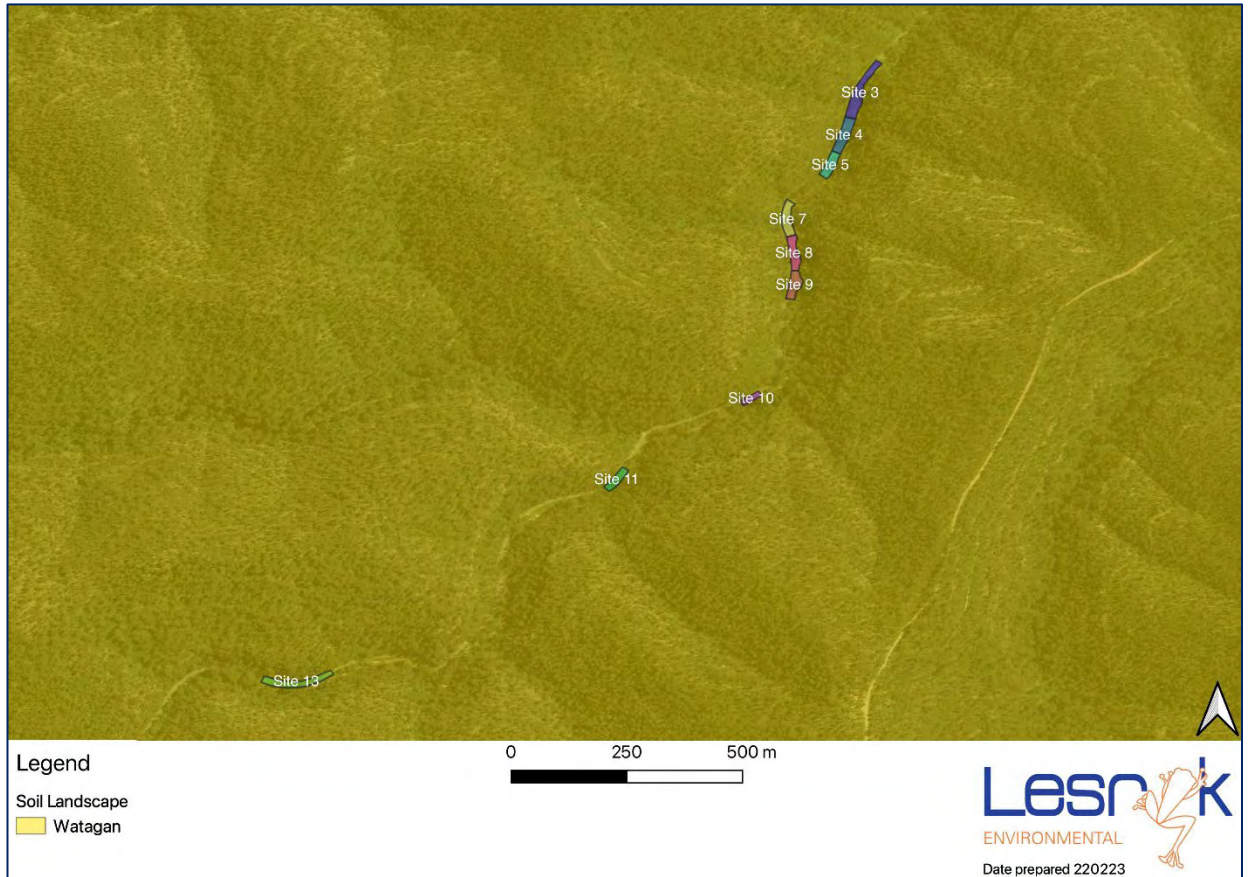 Site 3
Site 4
Site 5
Site 7
Site 8
Site 9
Site 10
Site 11
Site 13
Legend
Soil Landscape
Watagan
0 250 500 m
Lesryk
ENVIRONMENTAL
Date prepared 220223